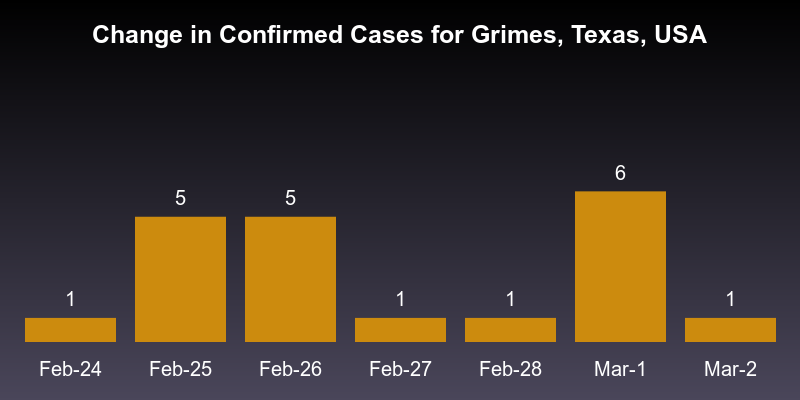 Change in Confirmed Cases for Grimes, Texas, USA
6
5 5
1 1 1 1
Feb-24 Feb-25 Feb-26 Feb-27 Feb-28 Mar-1 Mar-2